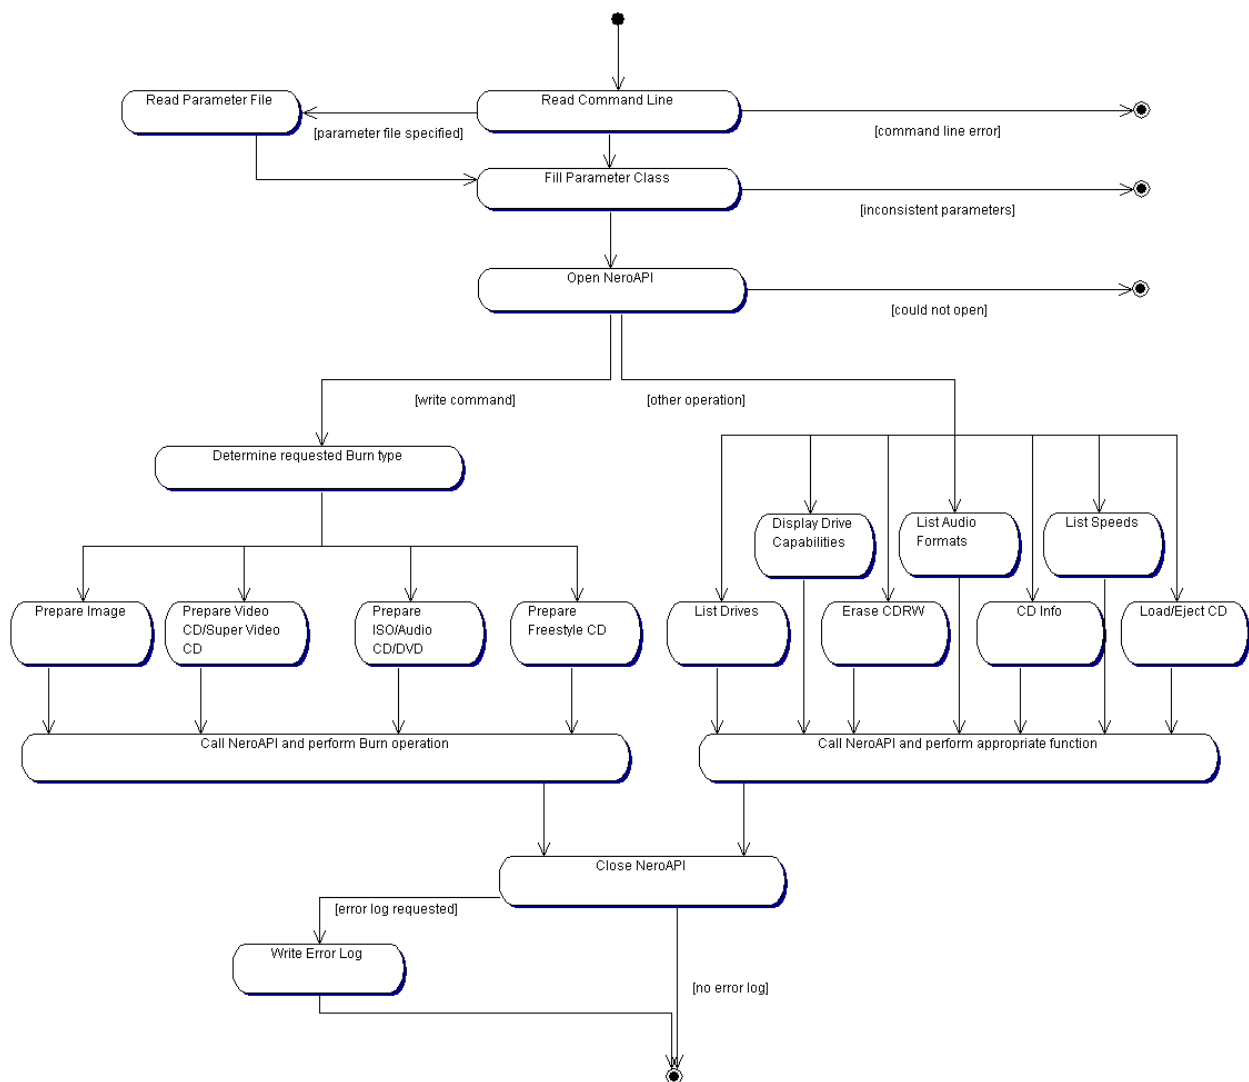 Read Parameter File
Read Command Line
[parameter file specified]
[command line error]
Fill Parameter Class
[inconsistent parameters]
Open NeroAPI
[could not open]
[write command]
[other operation]
Determine requested Burn type
Display Drive
Capabilities
List Audio
Formats
List Speeds
Prepare Image
Prepare Video
CD/Super Video
CD
Prepare
ISO/Audio
CD/DVD
Prepare
Freestyle CD
List Drives
Erase CDRW
CD Info
Load/Eject CD
Call NeroAPI and perform Burn operation
Call NeroAPI and perform appropriate function
Close NeroAPI
[error log requested]
Write Error Log
[no error log]